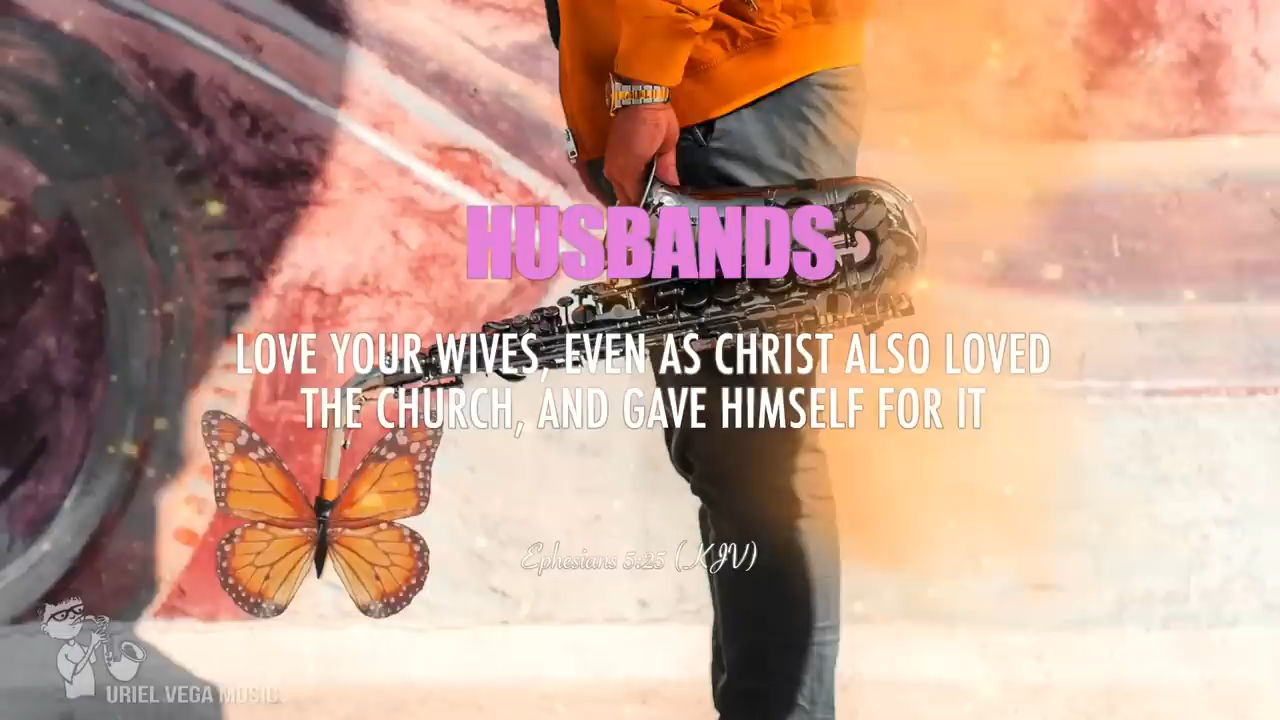 HUSBANDS
LOVE YOUR WIVES, EVEN AS CHRIST ALSO LOVED
THE CHURCH, AND GAVE HIMSELF FOR IT
Ephesians 5:25 (KJV)
URIEL VEGA MUSIC.